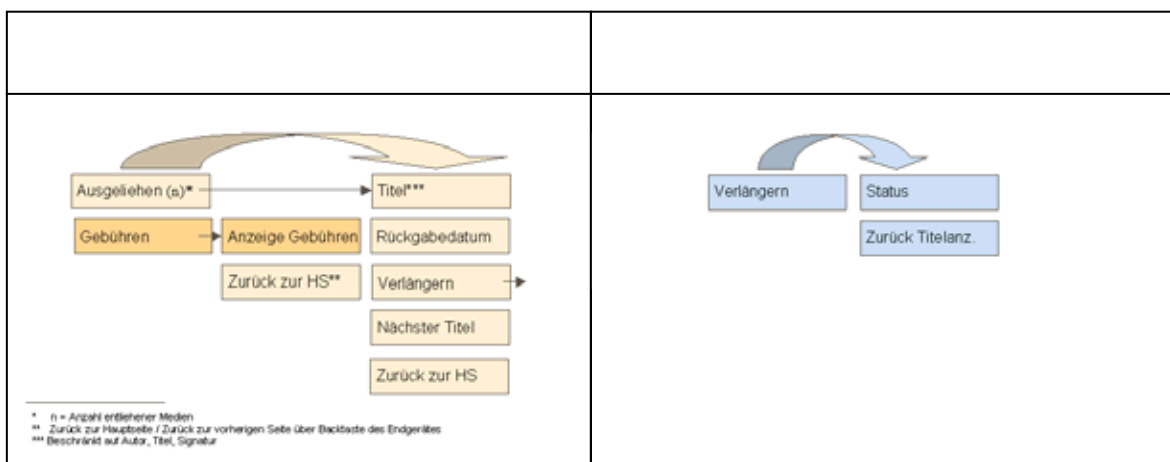 Ausgeliehen (n)*
Titel***
Gebühren
Anzeige Gebühren
Rückgabedatum
Zurück zur HS**
Verlängern
Nächster Titel
Zurück zur HS
* n = Anzahl entliehener Medien
** Zurück zur Hauptseite / Zurück zur vorherigen Seite über Backtaste des Endgerätes
*** Beschränkt auf Autor, Titel, Signatur
Verlängern
Status
Zurück Titelanz.